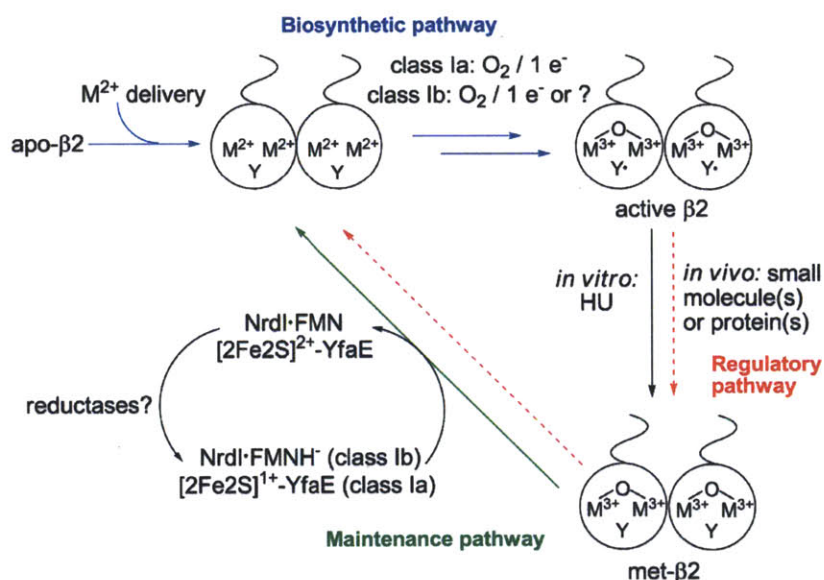 Biosynthetic pathway
class Ia: O2 / 1 e-
class Ib: O2 / 1 e- or ?
M2+ delivery
apo-β2
M2+ M2+ M2+ M2+
Y Y
O O
M3+ M3+ M3+ M3+
Y• Y•
active β2
in vitro:
HU
in vivo: small
molecule(s)
or protein(s)
Regulatory
pathway
NrdI•FMN
[2Fe2S]2+-YfaE
reductases?
NrdI•FMNH- (class Ib)
[2Fe2S]1+-YfaE (class Ia)
Maintenance pathway
O O
M3+ M3+ M3+ M3+
Y Y
met-β2